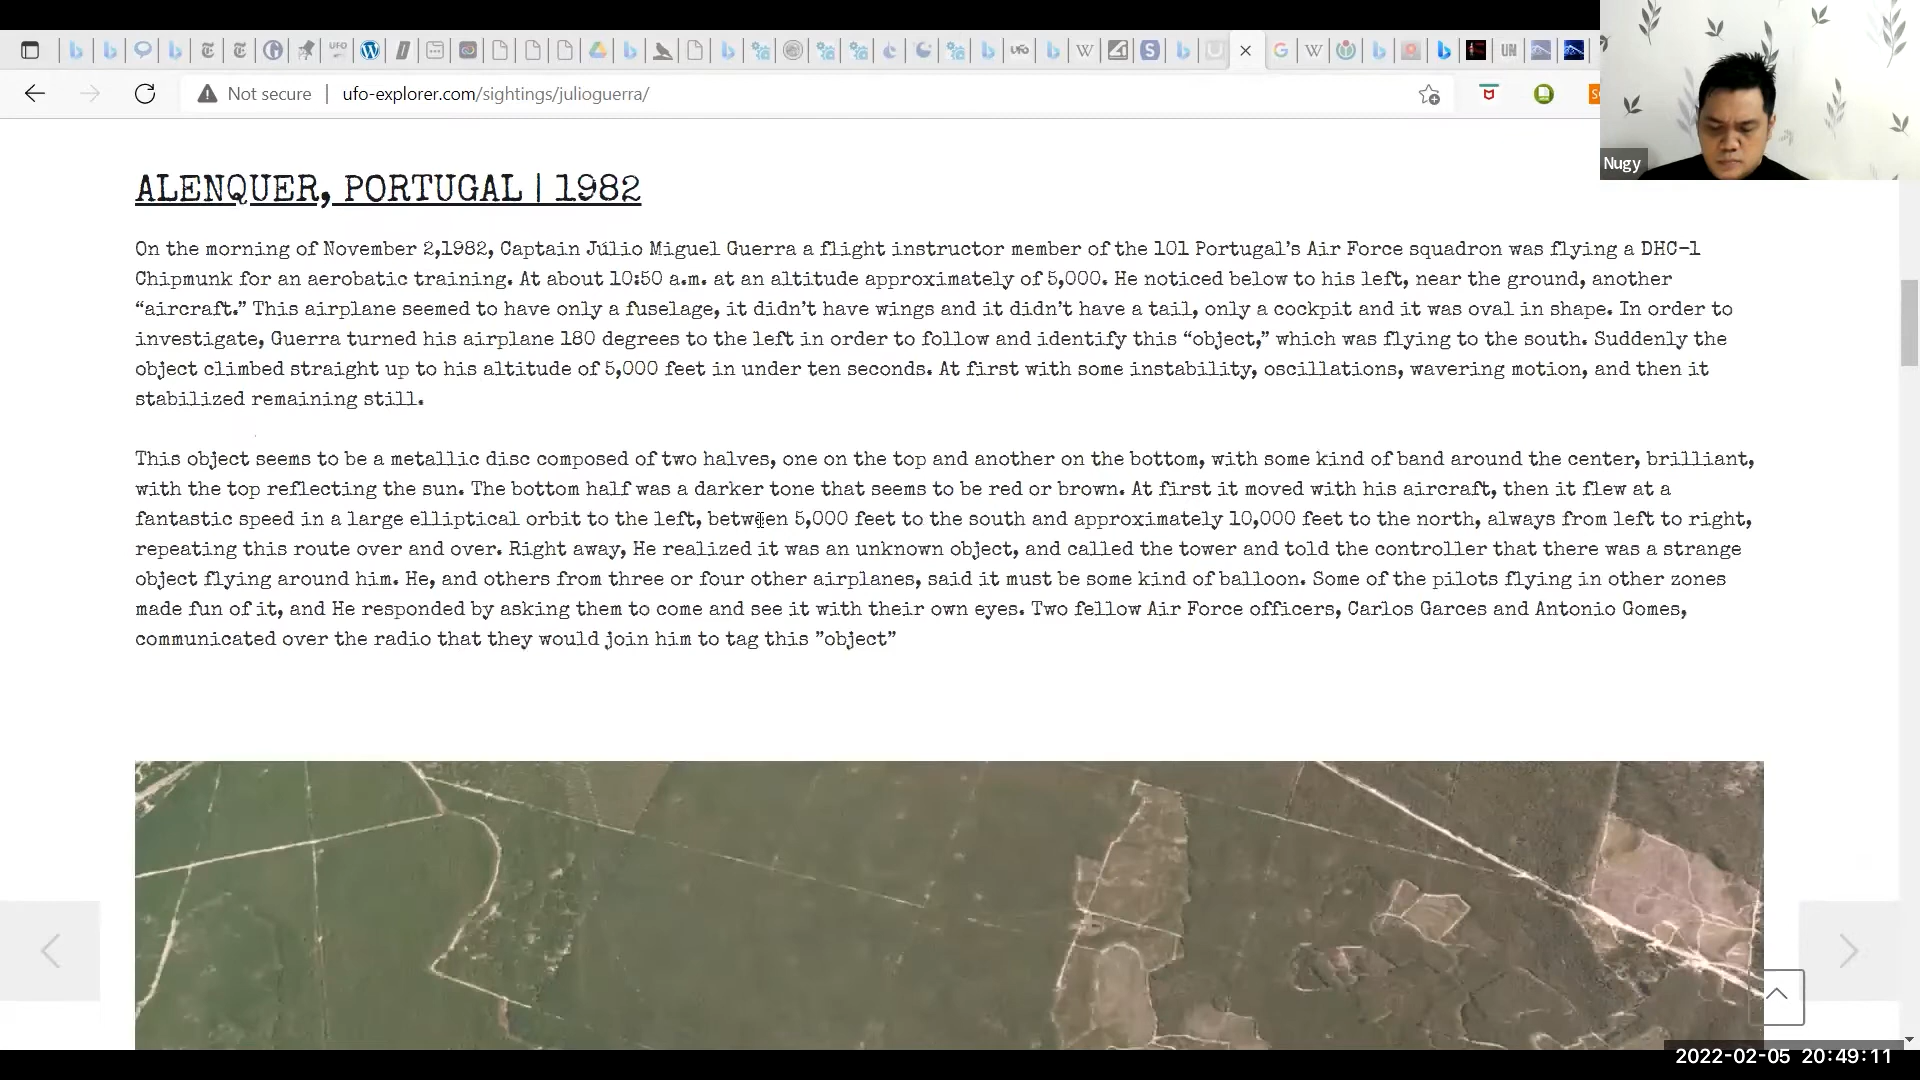 Not secure
ufo-explorer.com/sightings/julioguerra/
Nugy
ALENQUER, PORTUGAL | 1982
On the morning of November 2,1982, Captain Júlio Miguel Guerra a flight instructor member of the 101 Portugal's Air Force squadron was flying a DHC-1
Chipmunk for an aerobatic training. At about 10:50 a.m. at an altitude approximately of 5,000. He noticed below to his left, near the ground, another
“aircraft.” This airplane seemed to have only a fuselage, it didn't have wings and it didn't have a tail, only a cockpit and it was oval in shape. In order to
investigate, Guerra turned his airplane 180 degrees to the left in order to follow and identify this “object,” which was flying to the south. Suddenly the
object climbed straight up to his altitude of 5,000 feet in under ten seconds. At first with some instability, oscillations, wavering motion, and then it
stabilized remaining still.
This object seems to be a metallic disc composed of two halves, one on the top and another on the bottom, with some kind of band around the center, brilliant,
with the top reflecting the sun. The bottom half was a darker tone that seems to be red or brown. At first it moved with his aircraft, then it flew at a
fantastic speed in a large elliptical orbit to the left, between 5,000 feet to the south and approximately 10,000 feet to the north, always from left to right,
repeating this route over and over. Right away, He realized it was an unknown object, and called the tower and told the controller that there was a strange
object flying around him. He, and others from three or four other airplanes, said it must be some kind of balloon. Some of the pilots flying in other zones
made fun of it, and He responded by asking them to come and see it with their own eyes. Two fellow Air Force officers, Carlos Garces and Antonio Gomes,
communicated over the radio that they would join him to tag this ”object”
2022-02-05 20:49:11